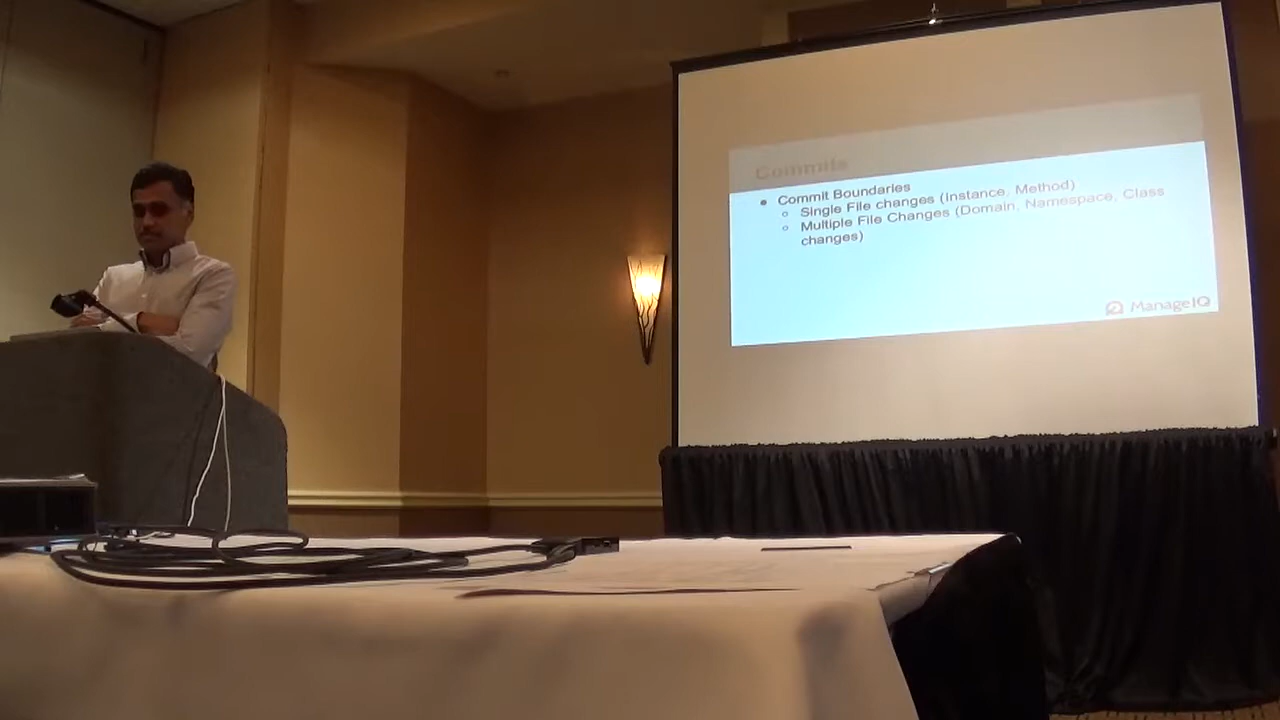 Commits
● Commit Boundaries
○ Single File changes (Instance, Method)
○ Multiple File Changes (Domain, Namespace, Class
changes)
ManageIQ